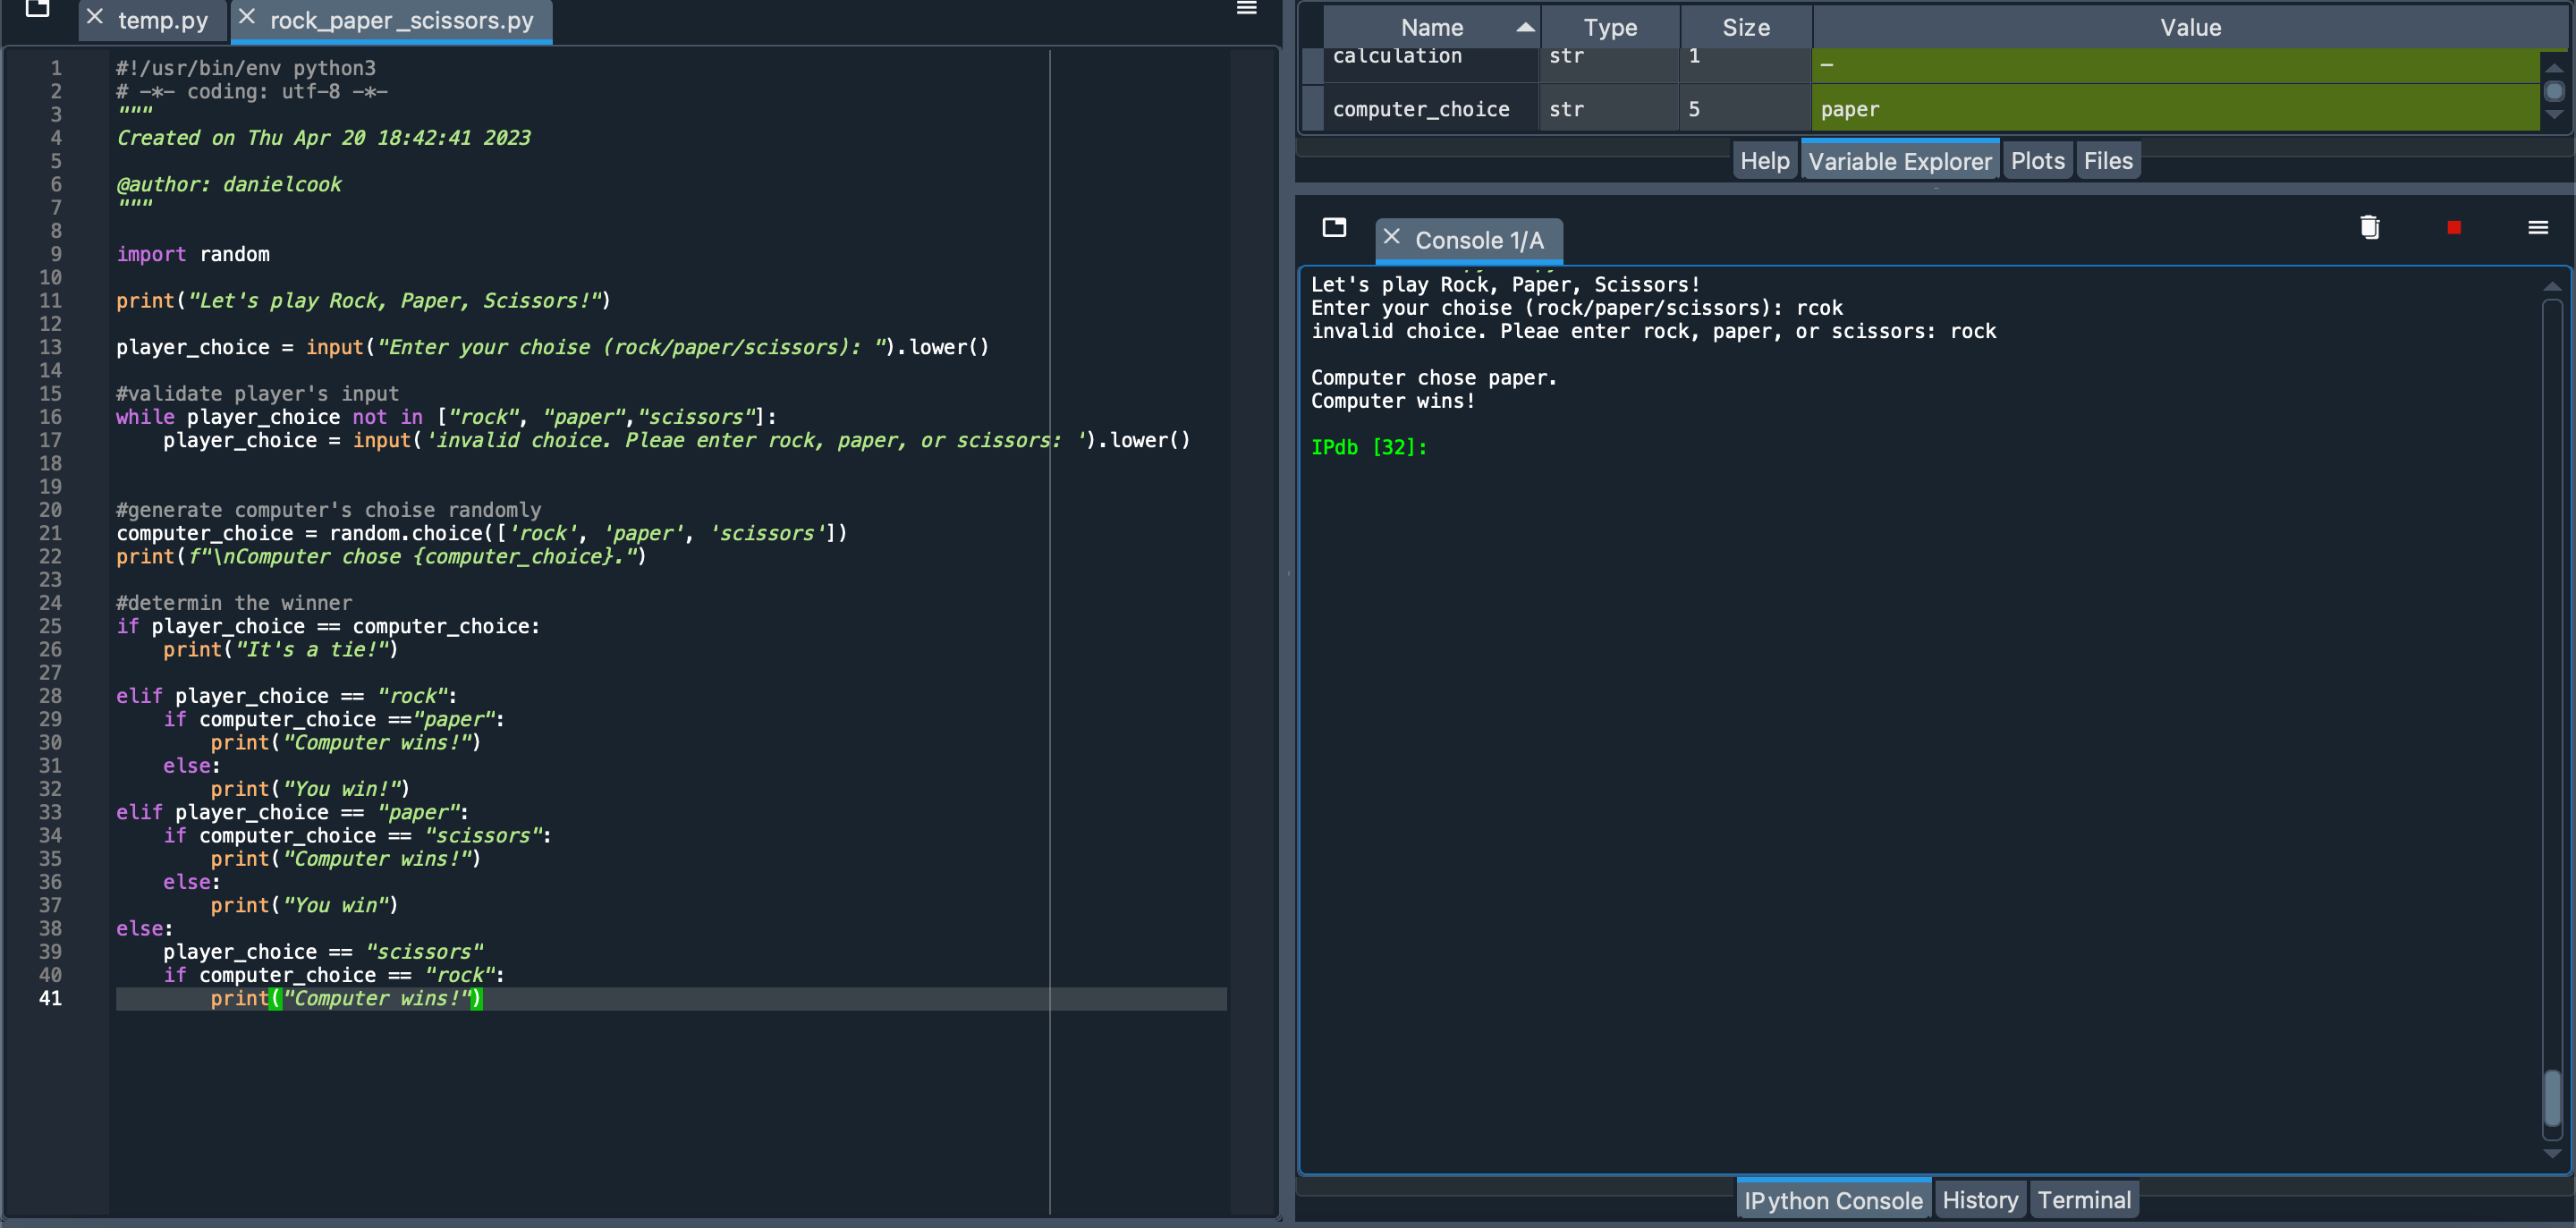 temp.py
rock_paper_scissors.py
1 #!/usr/bin/env python3
2 # -*- coding: utf-8 -*-
3 """
4 Created on Thu Apr 20 18:42:41 2023
5
6 @author: danielcook
7 """
8
9 import random
10
11 print("Let's play Rock, Paper, Scissors!")
12
13 player_choice = input("Enter your choise (rock/paper/scissors): ").lower()
14
15 #validate player's input
16 while player_choice not in ["rock", "paper","scissors"]:
17     player_choice = input('invalid choice. Pleae enter rock, paper, or scissors: ').lower()
18
19
20 #generate computer's choise randomly
21 computer_choice = random.choice(['rock', 'paper', 'scissors'])
22 print(f"\nComputer chose {computer_choice}.")
23
24 #determin the winner
25 if player_choice == computer_choice:
26     print("It's a tie!")
27
28 elif player_choice == "rock":
29     if computer_choice =="paper":
30         print("Computer wins!")
31     else:
32         print("You win!")
33 elif player_choice == "paper":
34     if computer_choice == "scissors":
35         print("Computer wins!")
36     else:
37         print("You win")
38 else:
39     player_choice == "scissors"
40     if computer_choice == "rock":
41         print("Computer wins!")
Name Type Size Value
calculation str 1 _
computer_choice str 5 paper
Help Variable Explorer Plots Files
Console 1/A
Let's play Rock, Paper, Scissors!
Enter your choise (rock/paper/scissors): rcok
invalid choice. Pleae enter rock, paper, or scissors: rock
Computer chose paper.
Computer wins!
IPdb [32]:
IPython Console History Terminal